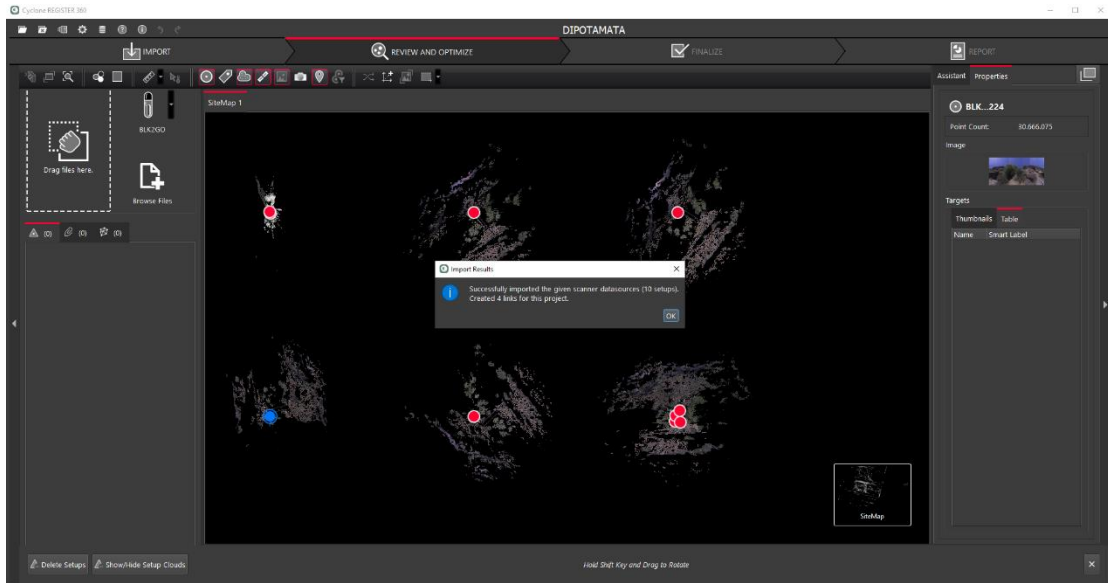 Cyclone REGISTER 360
DIPOTAMATA
IMPORT
REVIEW AND OPTIMIZE
FINALIZE
REPORT
Assistant Properties
SiteMap 1
BLK2GO
Drag files here.
Browse Files
(0) (0) (0)
BLK...224
Point Count: 30.666.075
Image
Targets
Thumbnails Table
Name Smart Label
Import Results
Successfully imported the given scanner datasources (10 setups).
Created 4 links for this project.
OK
SiteMap
Delete Setups Show/Hide Setup Clouds
Hold Shift Key and Drag to Rotate